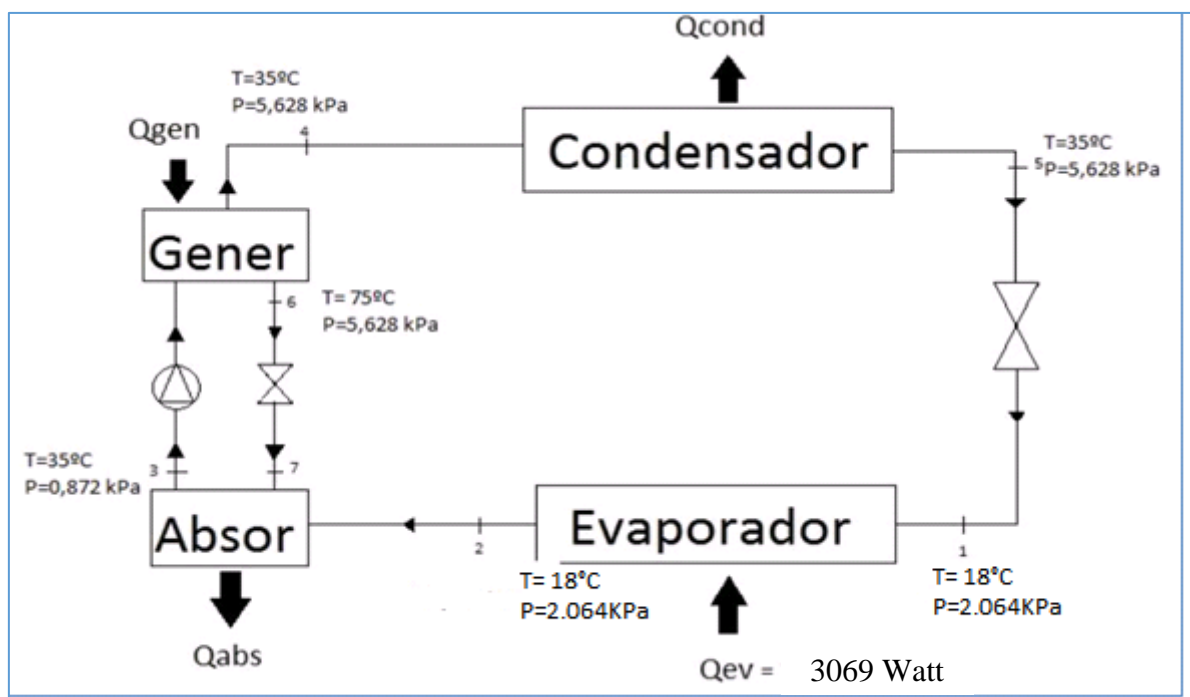 Qcond
T=35ºC
P=5,628 kPa
4
Qgen
Condensador
T=35ºC
5 P=5,628 kPa
Gener
6
T= 75ºC
P=5,628 kPa
T=35ºC
P=0,872 kPa
3
7
Absor
2
Evaporador
1
T= 18°C
P=2.064KPa
T= 18°C
P=2.064KPa
Qabs
Qev = 3069 Watt